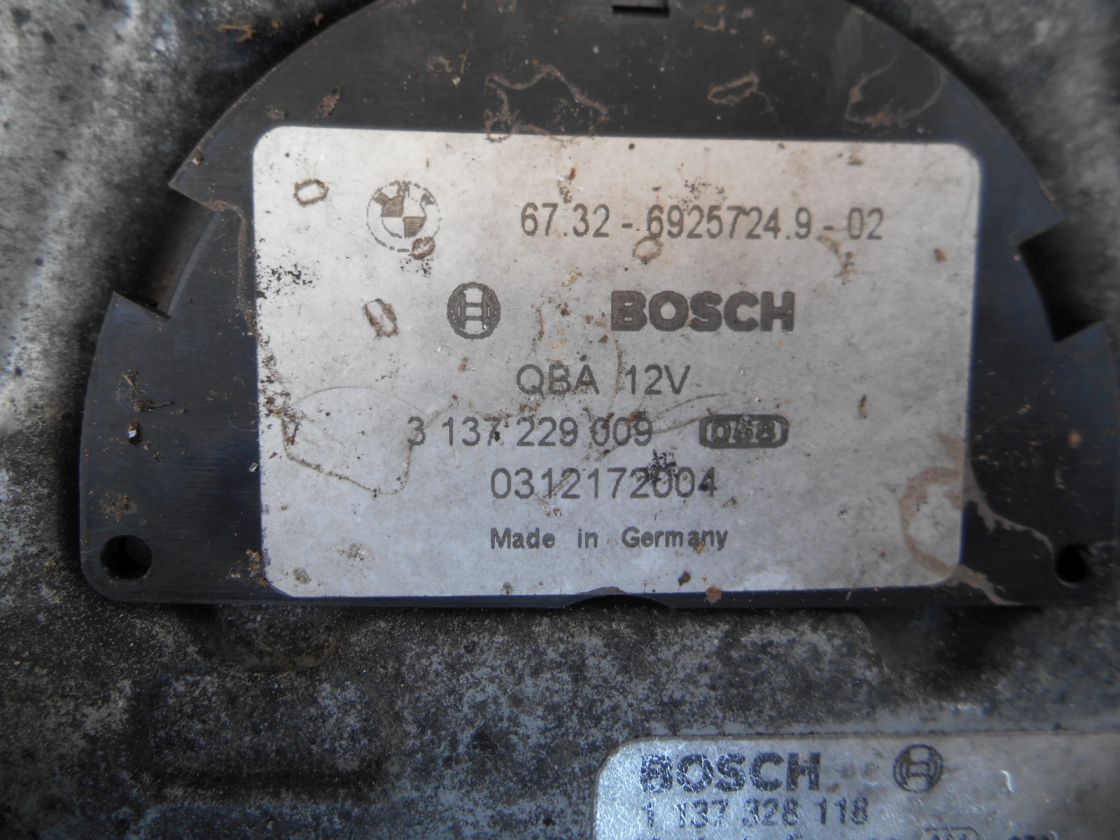 67.32 - 6925724.9 - 02
BOSCH
QBA 12V
3 137 229 009 048
0312172004
Made in Germany
BOSCH
1 137 328 118